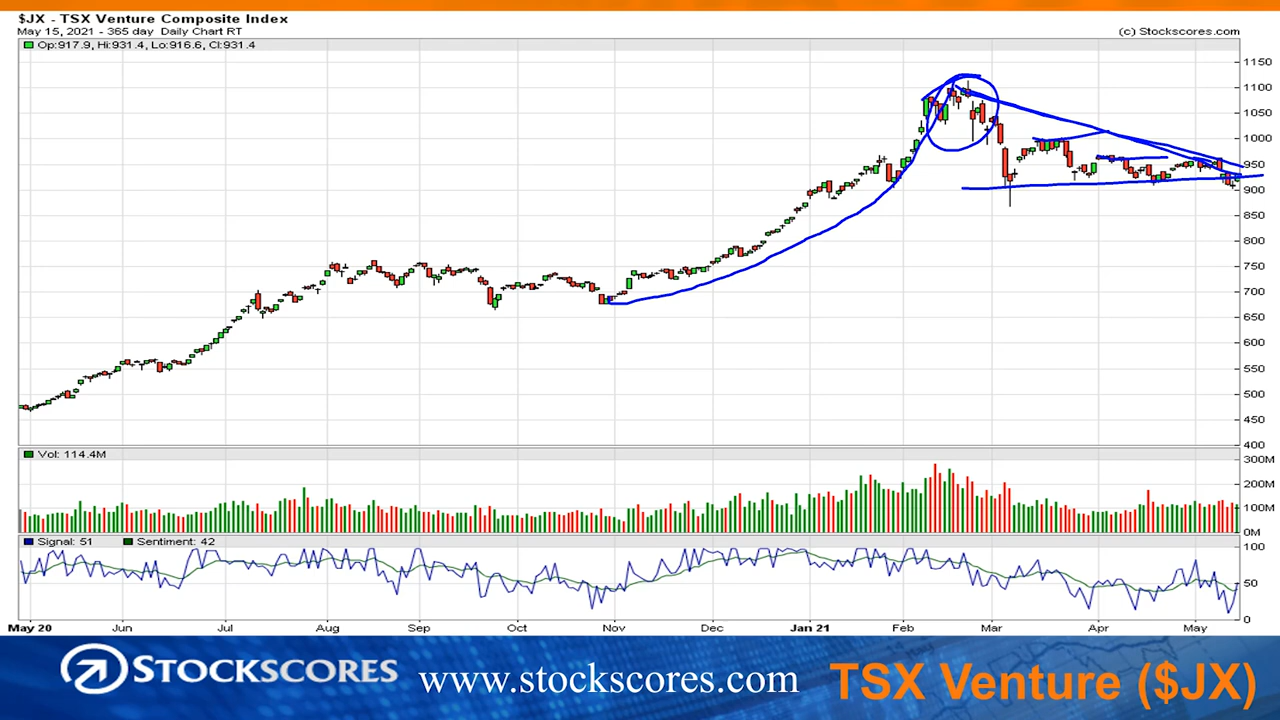 $JX - TSX Venture Composite Index
May 15, 2021 - 365 day Daily Chart RT
(c) Stockscores.com
Op:917.9, Hi:931.4, Lo:916.6, Cl:931.4
1150
1100
1050
1000
950
900
850
800
750
700
650
600
550
500
450
400
Vol: 114.4M
300M
200M
100M
0M
Signal: 51 Sentiment: 42
100
50
0
May 20 Jun Jul Aug Sep Oct Nov Dec Jan 21 Feb Mar Apr May
STOCKSCORES www.stockscores.com TSX Venture ($JX)